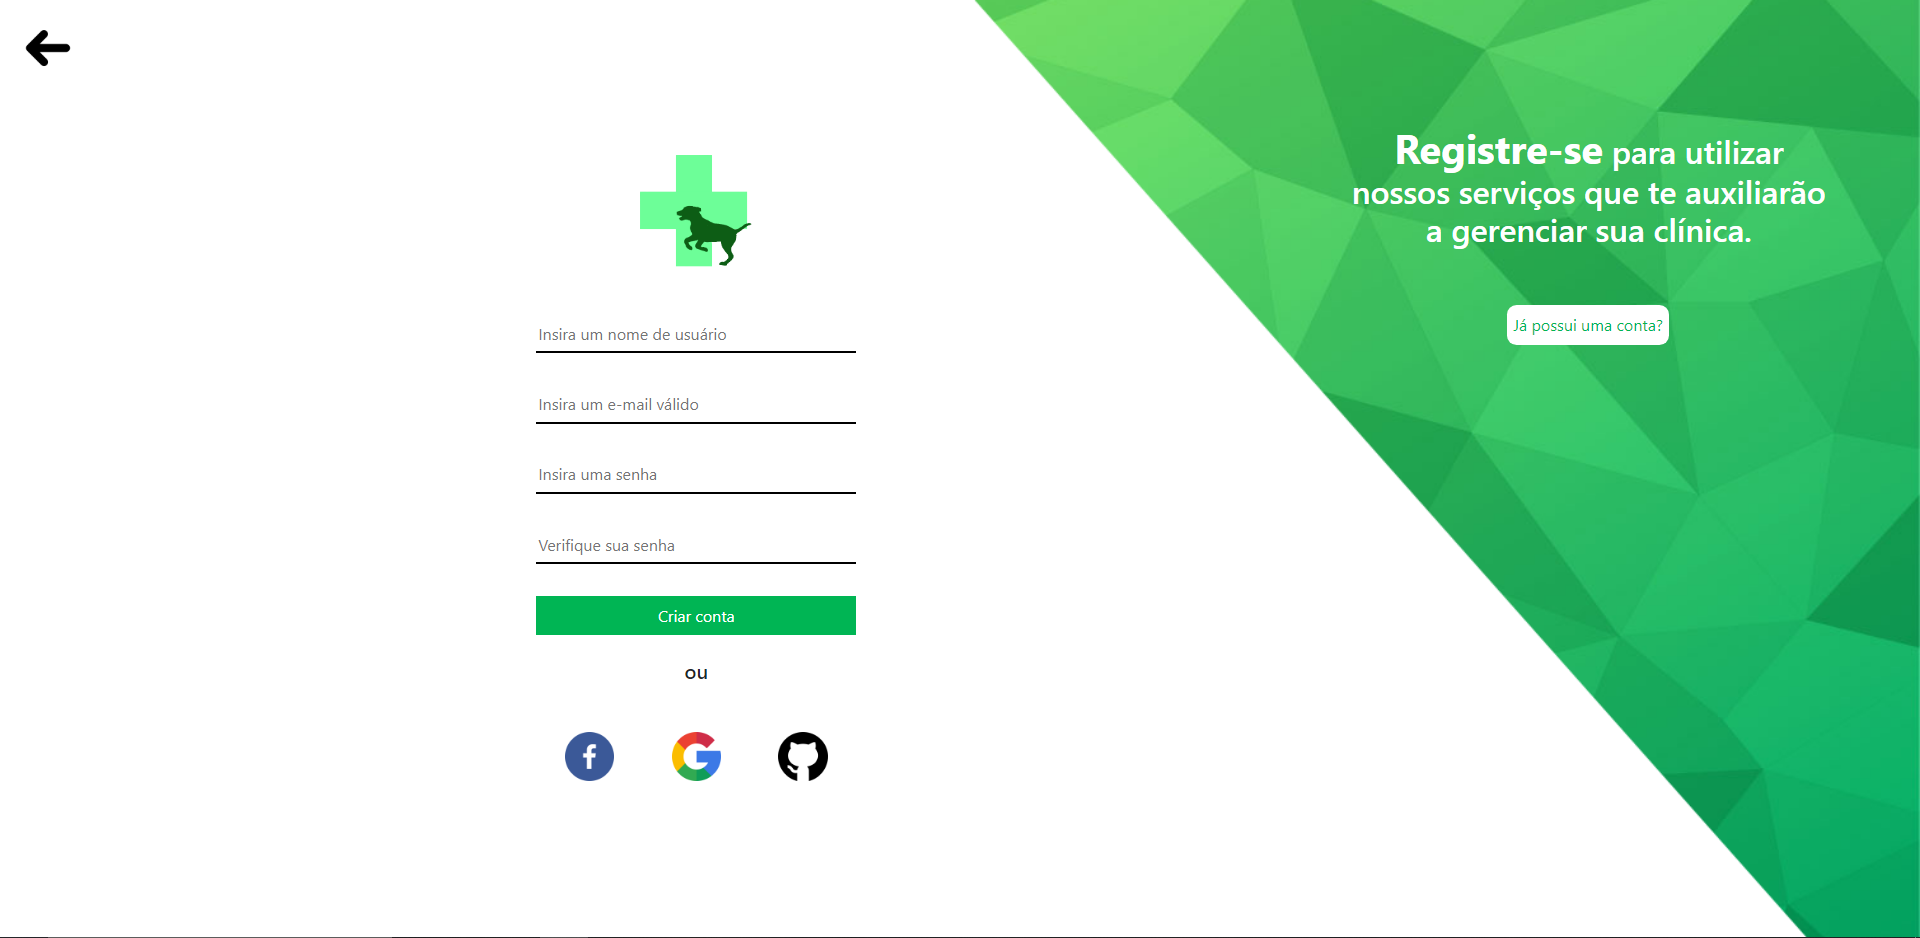 Registre-se para utilizar
nossos serviços que te auxiliarão
a gerenciar sua clínica.
Já possui uma conta?
Insira um nome de usuário
Insira um e-mail válido
Insira uma senha
Verifique sua senha
Criar conta
ou